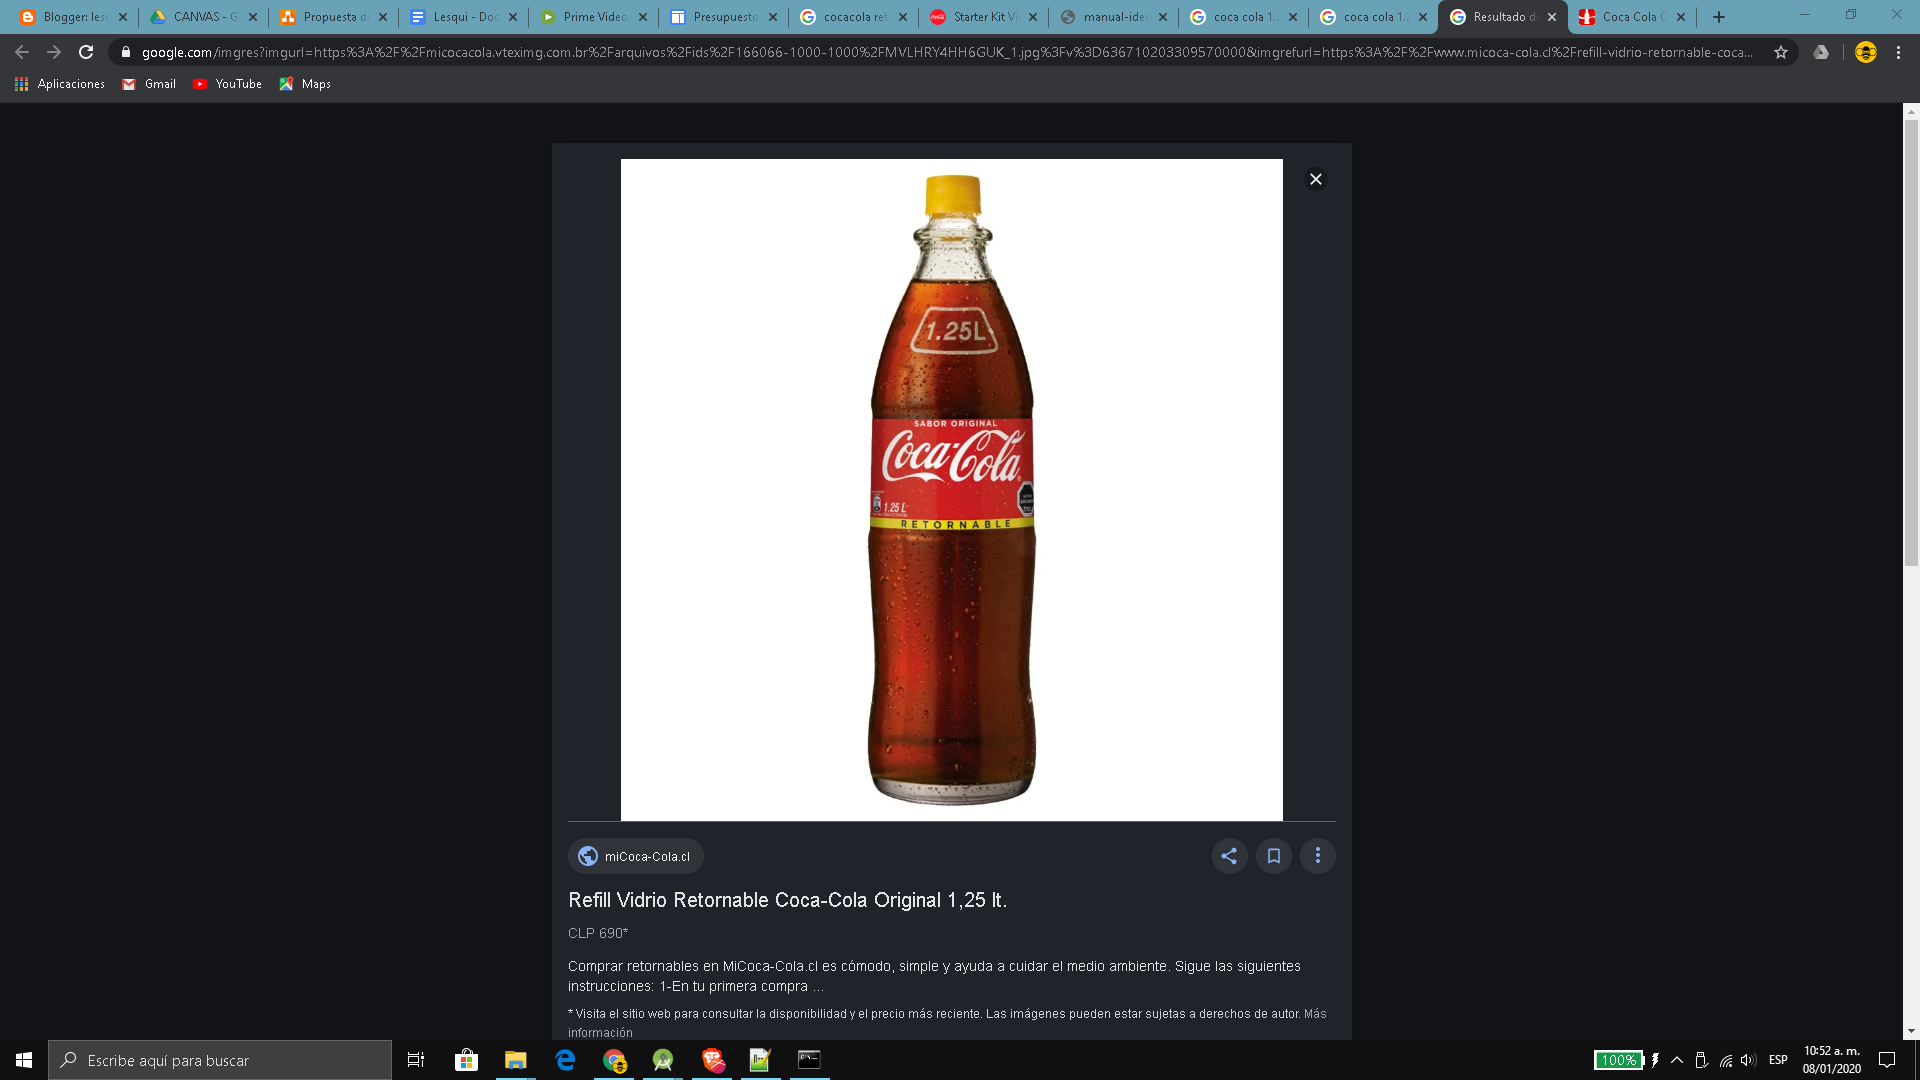 Blogger: lesc
CANVAS - G
Propuesta d
Lesqui - Doc
Prime Video
Presupuesto
cocacola ret
Starter Kit Vi
manual-iden
coca cola 1.2
coca cola 1.2
Resultado d
Coca Cola O
google.com/imgres?imgurl=https%3A%2F%2Fmicocacola.vteximg.com.br%2Farquivos%2Fids%2F166066-1000-1000%2FMVLHRY4HH6GUK_1.jpg%3Fv%3D636710203309570000&imgrefurl=https%3A%2F%2Fwww.micoca-cola.cl%2Frefill-vidrio-retornable-coca...
Aplicaciones
Gmail
YouTube
Maps
1.25L
SABOR ORIGINAL
Coca-Cola
1.25 L
RETORNABLE
miCoca-Cola.cl
Refill Vidrio Retornable Coca-Cola Original 1,25 lt.
CLP 690*
Comprar retornables en MiCoca-Cola.cl es cómodo, simple y ayuda a cuidar el medio ambiente. Sigue las siguientes
instrucciones: 1-En tu primera compra ...
* Visita el sitio web para consultar la disponibilidad y el precio más reciente. Las imágenes pueden estar sujetas a derechos de autor. Más
información
Escribe aquí para buscar
100%
ESP
10:52 a. m.
08/01/2020